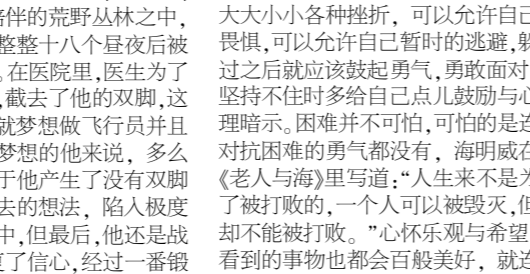 陪伴的荒野丛林之中，
整整十八个昼夜后被
。在医院里，医生为了
，截去了他的双脚，这
就梦想做飞行员并且
梦想的他来说，多么
于他产生了没有双脚
去的想法，陷入极度
中，但最后，他还是战
复了信心，经过一番锻
大大小小各种挫折，可以允许自己
畏惧，可以允许自己暂时的逃避，躲
过之后就应该鼓起勇气，勇敢面对
坚持不住时多给自己点儿鼓励与心
理暗示。困难并不可怕，可怕的是连
对抗困难的勇气都没有，海明威在
《老人与海》里写道：“人生来不是为
了被打败的，一个人可以被毁灭，但
却不能被打败。”心怀乐观与希望
看到的事物也都会百般美好，就这